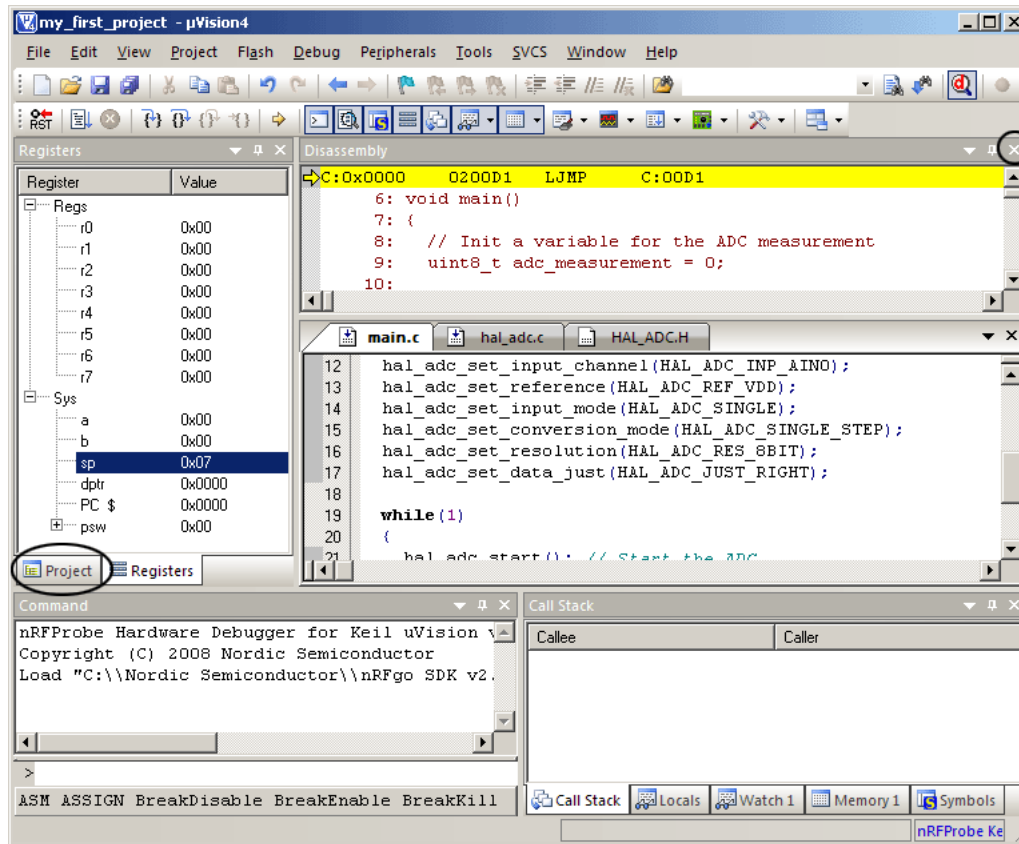 my_first_project - µVision4
File Edit View Project Flash Debug Peripherals Tools SVCS Window Help
RST
Registers
Register Value
Regs
r0 0x00
r1 0x00
r2 0x00
r3 0x00
r4 0x00
r5 0x00
r6 0x00
r7 0x00
Sys
a 0x00
b 0x00
sp 0x07
dptr 0x0000
PC $ 0x0000
psw 0x00
Project Registers
Disassembly
C:0x0000 0200D1 LJMP C:00D1
6: void main()
7: {
8: // Init a variable for the ADC measurement
9: uint8_t adc_measurement = 0;
10:
main.c hal_adc.c HAL_ADC.H
12 hal_adc_set_input_channel(HAL_ADC_INP_AIN0);
13 hal_adc_set_reference(HAL_ADC_REF_VDD);
14 hal_adc_set_input_mode(HAL_ADC_SINGLE);
15 hal_adc_set_conversion_mode(HAL_ADC_SINGLE_STEP);
16 hal_adc_set_resolution(HAL_ADC_RES_8BIT);
17 hal_adc_set_data_just(HAL_ADC_JUST_RIGHT);
18
19 while(1)
20 {
21 hal_adc_start(); // Start the ADC
Command
nRFProbe Hardware Debugger for Keil uVision v
Copyright (C) 2008 Nordic Semiconductor
Load "C:\\Nordic Semiconductor\\nRFgo SDK v2.
>
ASM ASSIGN BreakDisable BreakEnable BreakKill
Call Stack
Callee Caller
Call Stack Locals Watch 1 Memory 1 Symbols
nRFProbe Ke